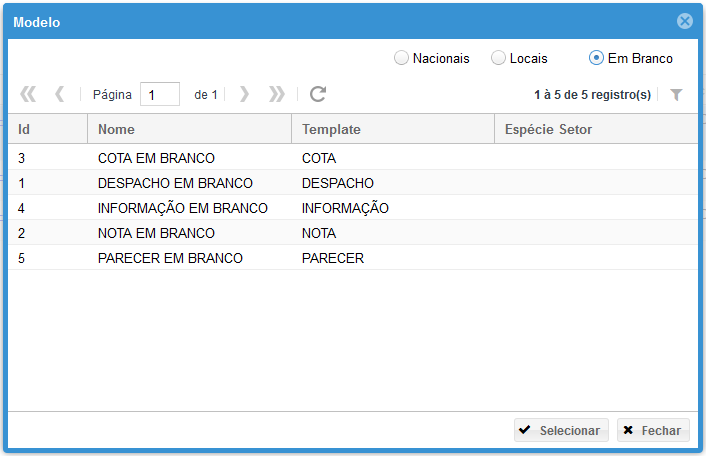 Modelo
Nacionais Locais Em Branco
Página 1 de 1 1 à 5 de 5 registro(s)
Id Nome Template Espécie Setor
3 COTA EM BRANCO COTA
1 DESPACHO EM BRANCO DESPACHO
4 INFORMAÇÃO EM BRANCO INFORMAÇÃO
2 NOTA EM BRANCO NOTA
5 PARECER EM BRANCO PARECER
Selecionar Fechar